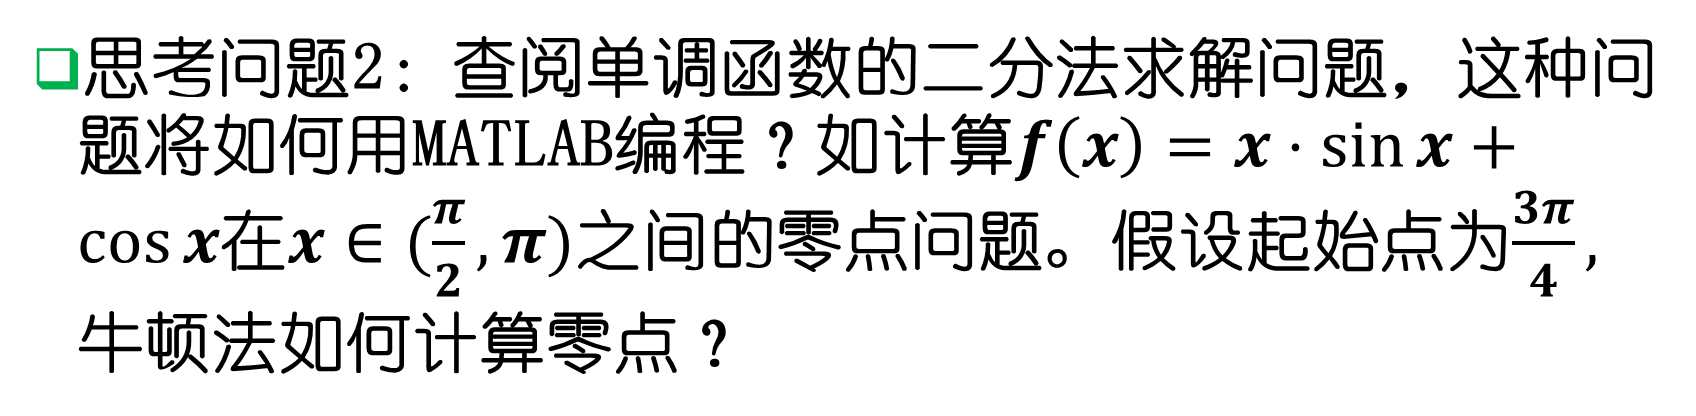 思考问题2：查阅单调函数的二分法求解问题，这种问
题将如何用MATLAB编程？如计算f(x) = x · sin x +
cos x在x ∈ (π/2, π)之间的零点问题。假设起始点为3π/4,
牛顿法如何计算零点？